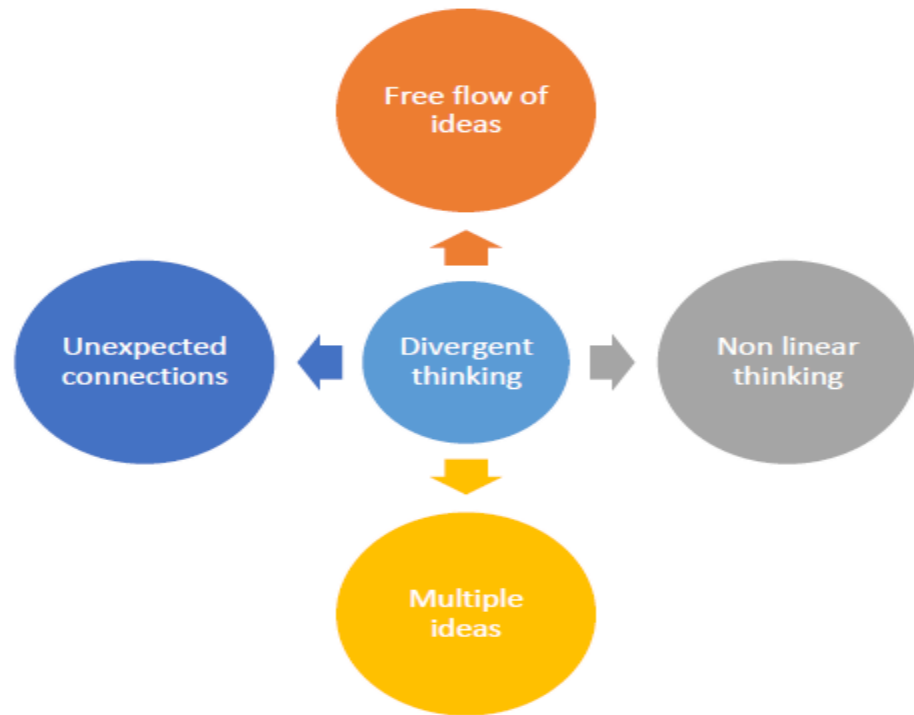 Free flow of
ideas
Unexpected
connections
Divergent
thinking
Non linear
thinking
Multiple
ideas